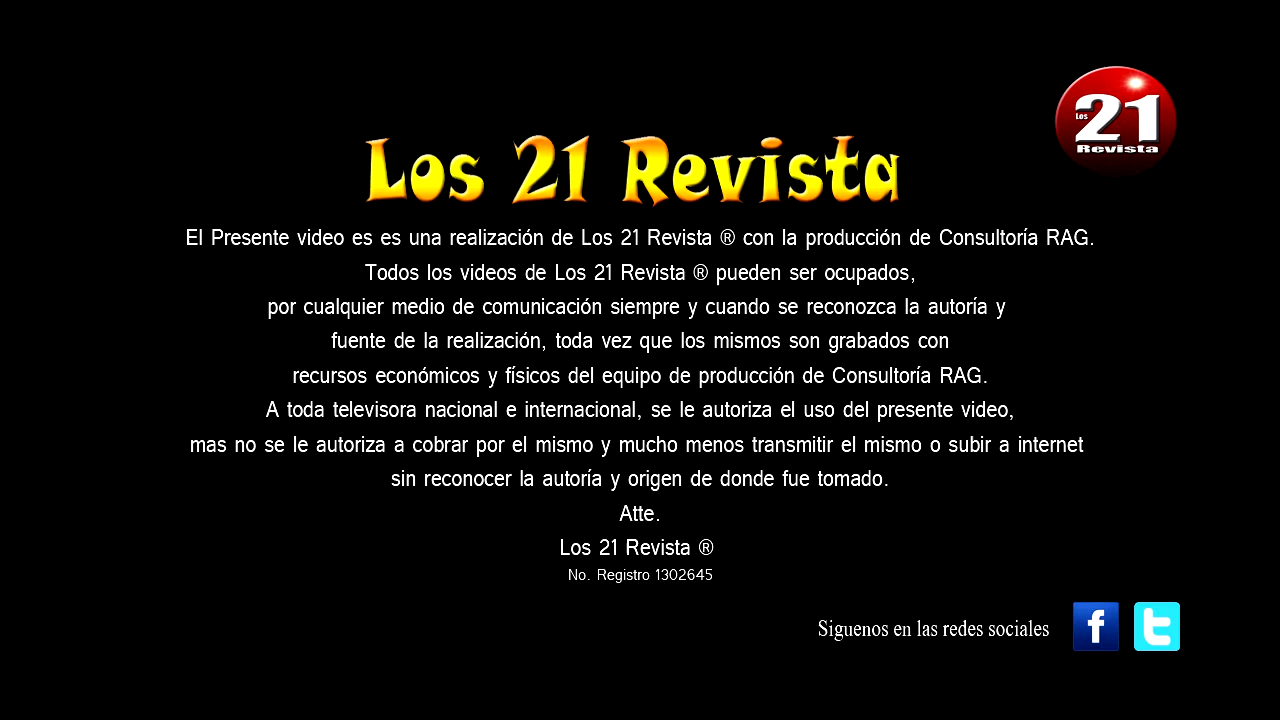 Los 21 Revista
Los
21
Revista
El Presente video es es una realización de Los 21 Revista ® con la producción de Consultoría RAG.
Todos los videos de Los 21 Revista ® pueden ser ocupados,
por cualquier medio de comunicación siempre y cuando se reconozca la autoría y
fuente de la realización, toda vez que los mismos son grabados con
recursos económicos y físicos del equipo de producción de Consultoría RAG.
A toda televisora nacional e internacional, se le autoriza el uso del presente video,
mas no se le autoriza a cobrar por el mismo y mucho menos transmitir el mismo o subir a internet
sin reconocer la autoría y origen de donde fue tomado.
Atte.
Los 21 Revista ®
No. Registro 1302645
Siguenos en las redes sociales
f
t